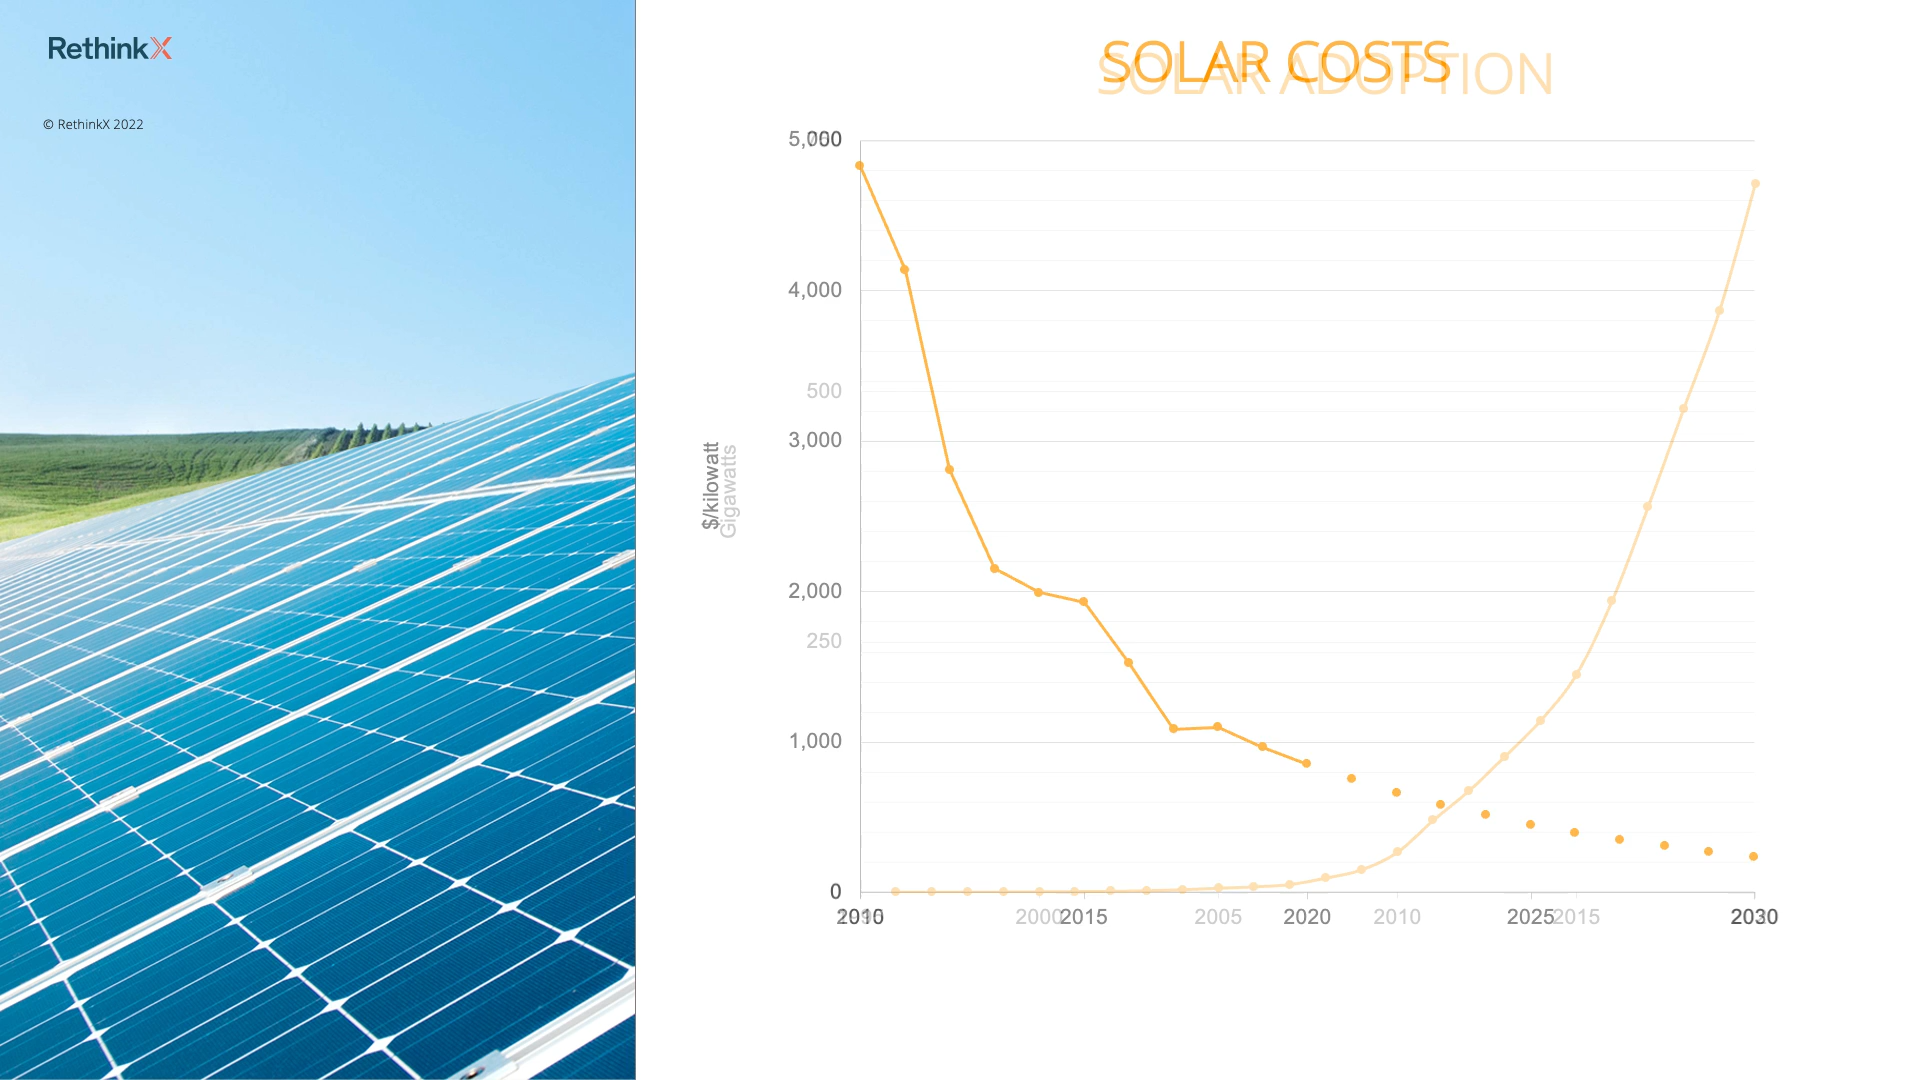 RethinkX
© RethinkX 2022
SOLAR COSTS
SOLAR ADOPTION
5,000
4,000
500
3,000
2,000
250
1,000
0
$/kilowatt
Gigawatts
2010 2000 2015 2005 2020 2010 2025 2015 2030